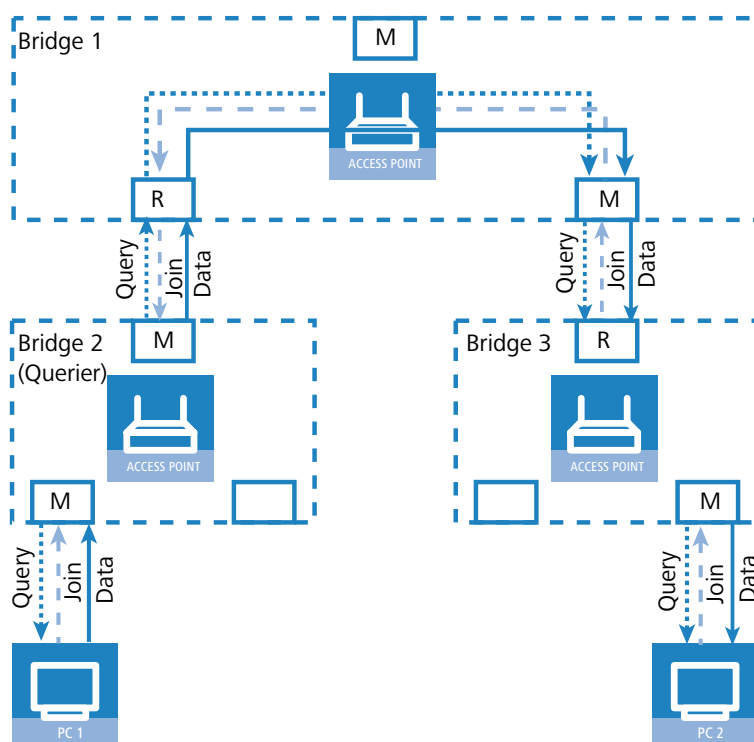 Bridge 1
M
ACCESS POINT
R
M
Query
Join
Data
Query
Join
Data
Bridge 2
(Querier)
M
Bridge 3
R
ACCESS POINT
ACCESS POINT
M
M
Query
Join
Data
Query
Join
Data
PC 1
PC 2